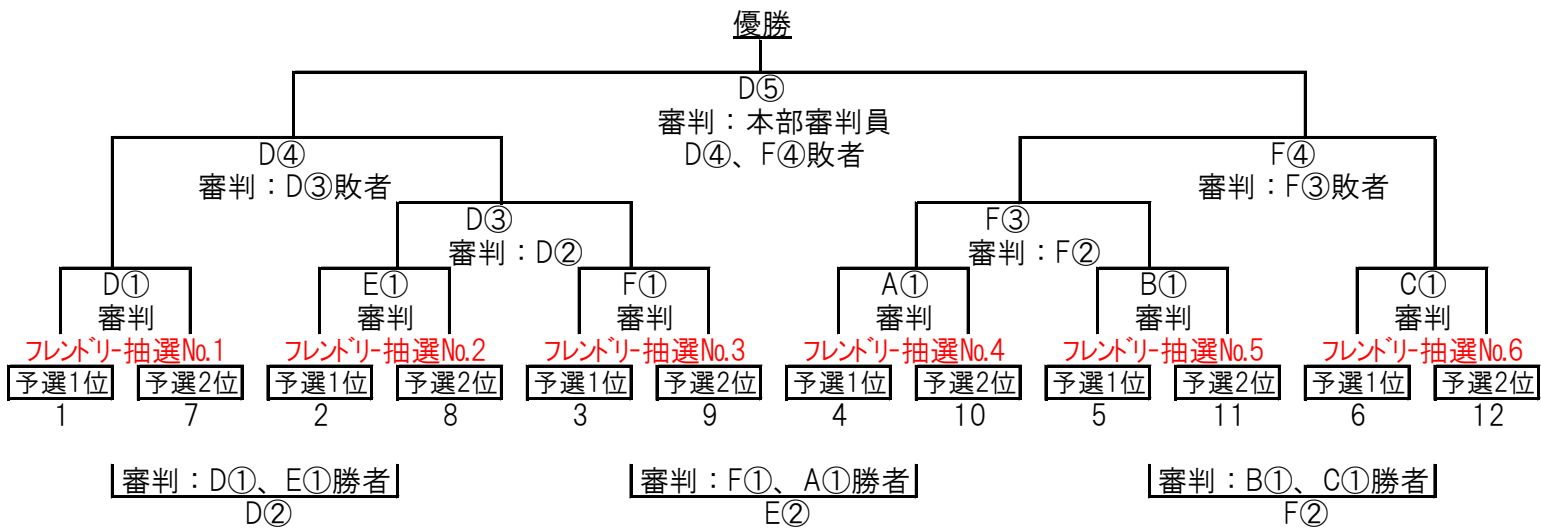 優勝
D⑤
審判：本部審判員
D④、F④敗者
D④
審判：D③敗者
F④
審判：F③敗者
D③
審判：D②
F③
審判：F②
D① E① F① A① B① C①
審判 審判 審判 審判 審判 審判
フレンドリｰ抽選№1 フレンドリｰ抽選№2 フレンドリｰ抽選№3 フレンドリｰ抽選№4 フレンドリｰ抽選№5 フレンドリｰ抽選№6
予選1位 予選2位 予選1位 予選2位 予選1位 予選2位 予選1位 予選2位 予選1位 予選2位 予選1位 予選2位
1 7 2 8 3 9 4 10 5 11 6 12
審判：D①、E①勝者 審判：F①、A①勝者 審判：B①、C①勝者
D② E② F②